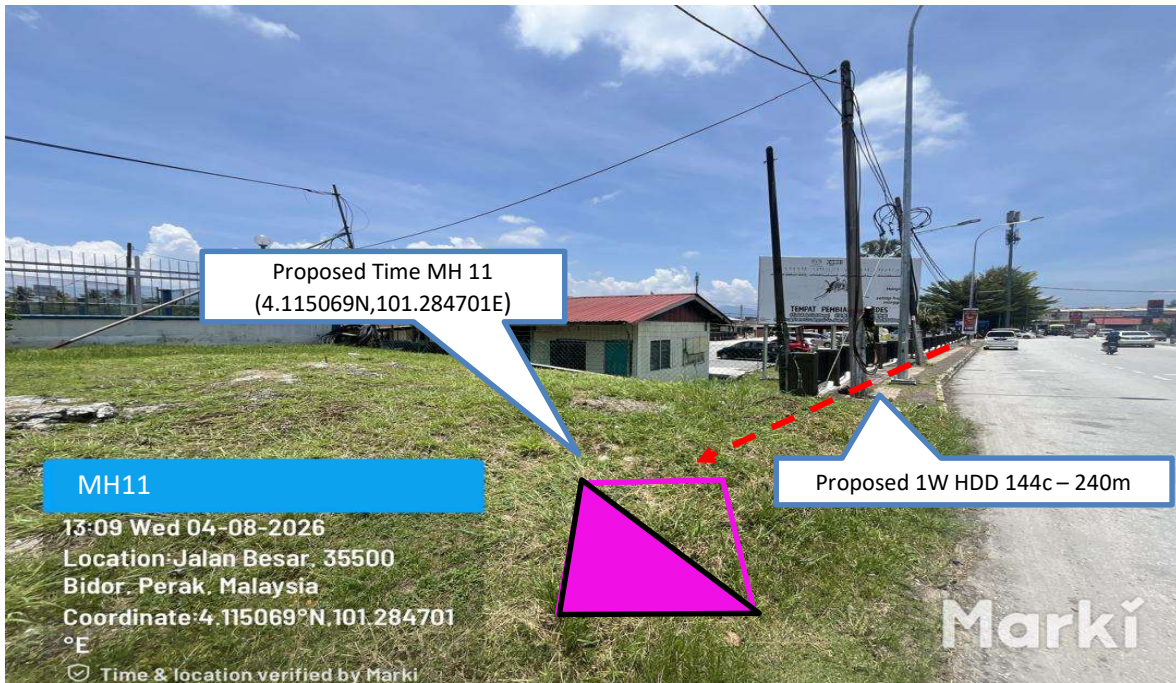 Proposed Time MH 11
(4.115069N,101.284701E)
TEMPAT
Proposed 1W HDD 144c – 240m
MH11
13:09 Wed 04-08-2026
Location:Jalan Besar, 35500
Bidor, Perak, Malaysia
Coordinate:4.115069°N,101.284701
°E
Time & location verified by Marki
Marki